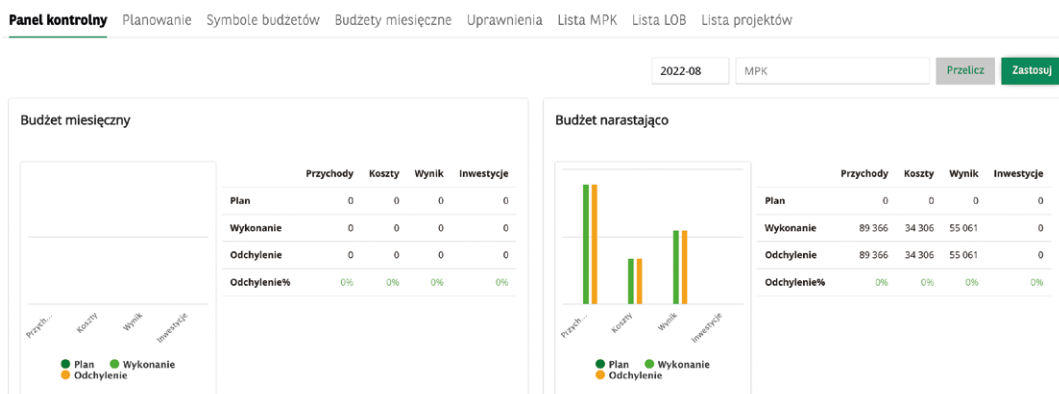 Panel kontrolny Planowanie Symbole budżetów Budżety miesięczne Uprawnienia Lista MPK Lista LOB Lista projektów
2022-08 MPK Przelicz Zastosuj
Budżet miesięczny
Przychody Koszty Wynik Inwestycje
Plan 0 0 0 0
Wykonanie 0 0 0 0
Odchylenie 0 0 0 0
Odchylenie% 0% 0% 0% 0%
Przych... Koszty Wynik Inwestycje
Plan Wykonanie
Odchylenie
Budżet narastająco
Przychody Koszty Wynik Inwestycje
Plan 0 0 0 0
Wykonanie 89 366 34 306 55 061 0
Odchylenie 89 366 34 306 55 061 0
Odchylenie% 0% 0% 0% 0%
Przych... Koszty Wynik Inwestycje
Plan Wykonanie
Odchylenie